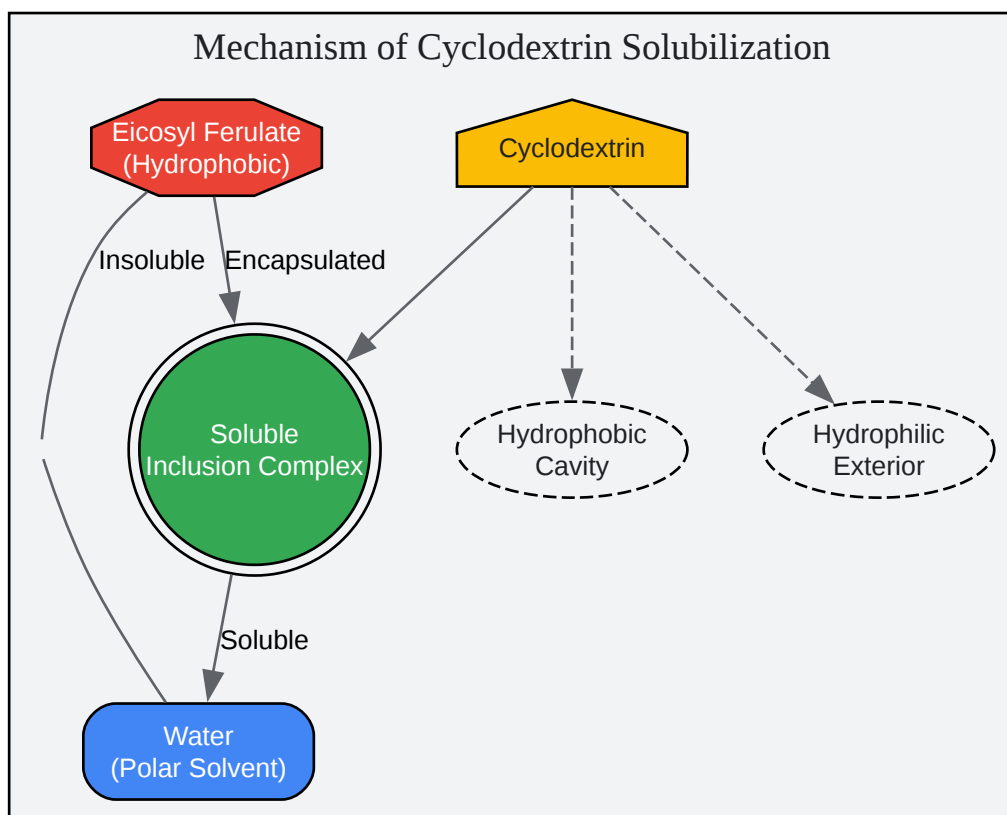 Mechanism of Cyclodextrin Solubilization
Eicosyl Ferulate
(Hydrophobic)
Cyclodextrin
Insoluble
Encapsulated
Soluble
Inclusion Complex
Hydrophobic
Cavity
Hydrophilic
Exterior
Soluble
Water
(Polar Solvent)